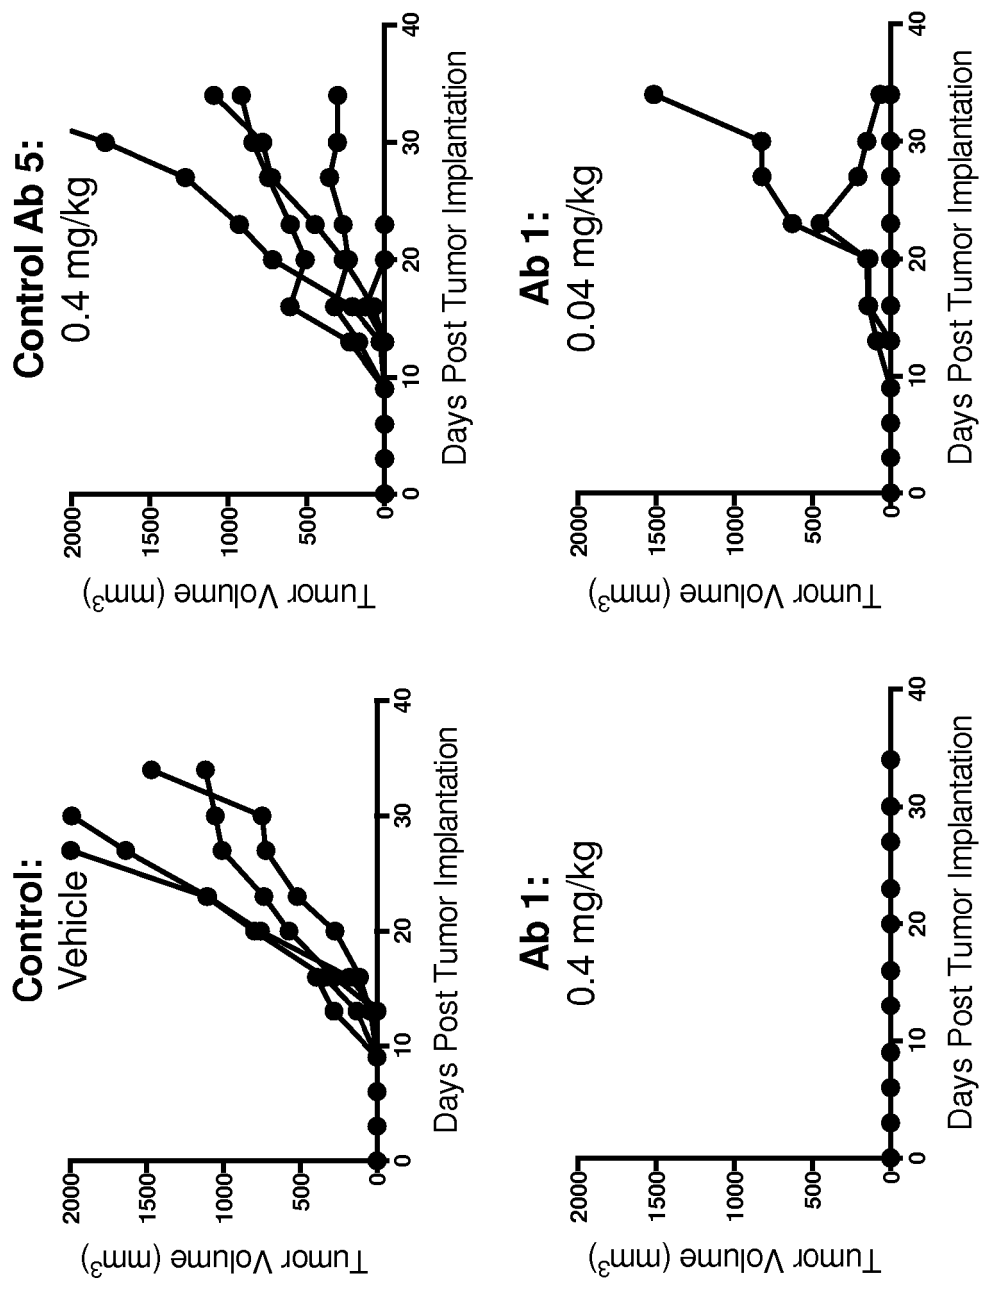 Control:
Vehicle
Tumor Volume (mm³)
2000
1500
1000
500
0
0 10 20 30 40
Days Post Tumor Implantation
Control Ab 5:
0.4 mg/kg
Tumor Volume (mm³)
2000
1500
1000
500
0
0 10 20 30 40
Days Post Tumor Implantation
Ab 1:
0.4 mg/kg
Tumor Volume (mm³)
2000
1500
1000
500
0
0 10 20 30 40
Days Post Tumor Implantation
Ab 1:
0.04 mg/kg
Tumor Volume (mm³)
2000
1500
1000
500
0
0 10 20 30 40
Days Post Tumor Implantation